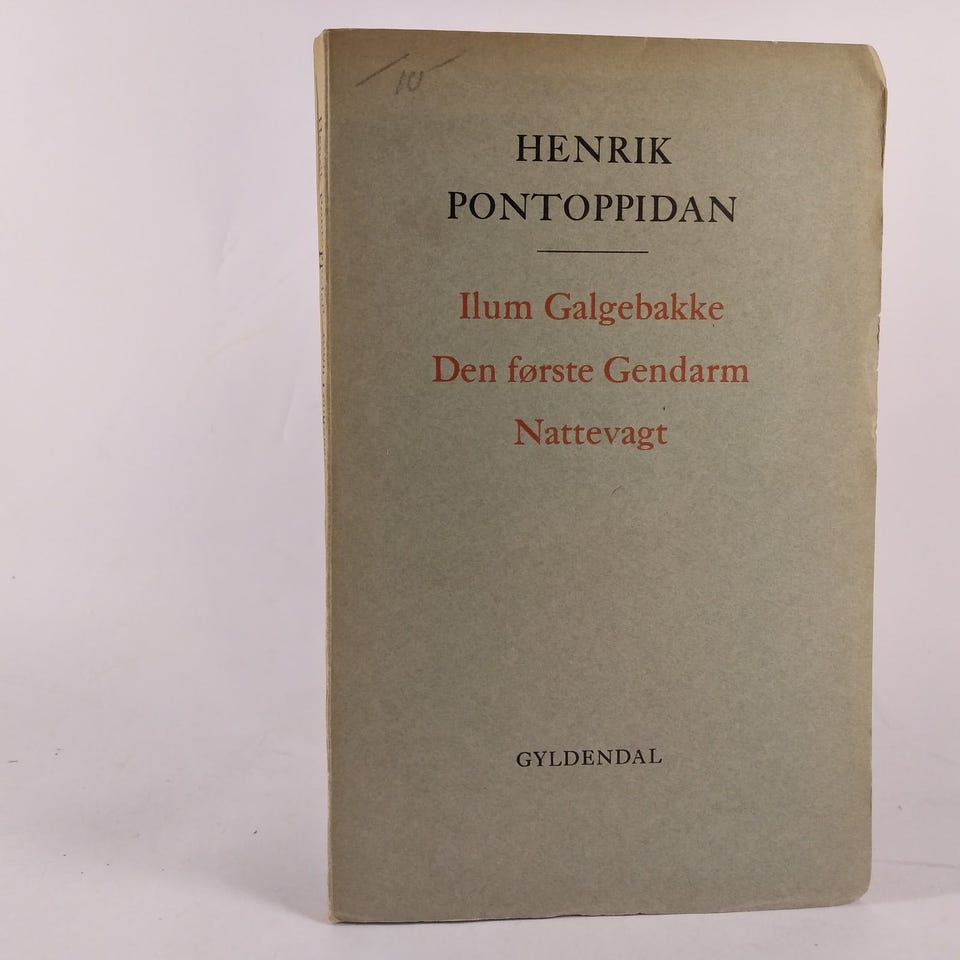 10
HENRIK
PONTOPPIDAN
Ilum Galgebakke
Den første Gendarm
Nattevagt
GYLDENDAL